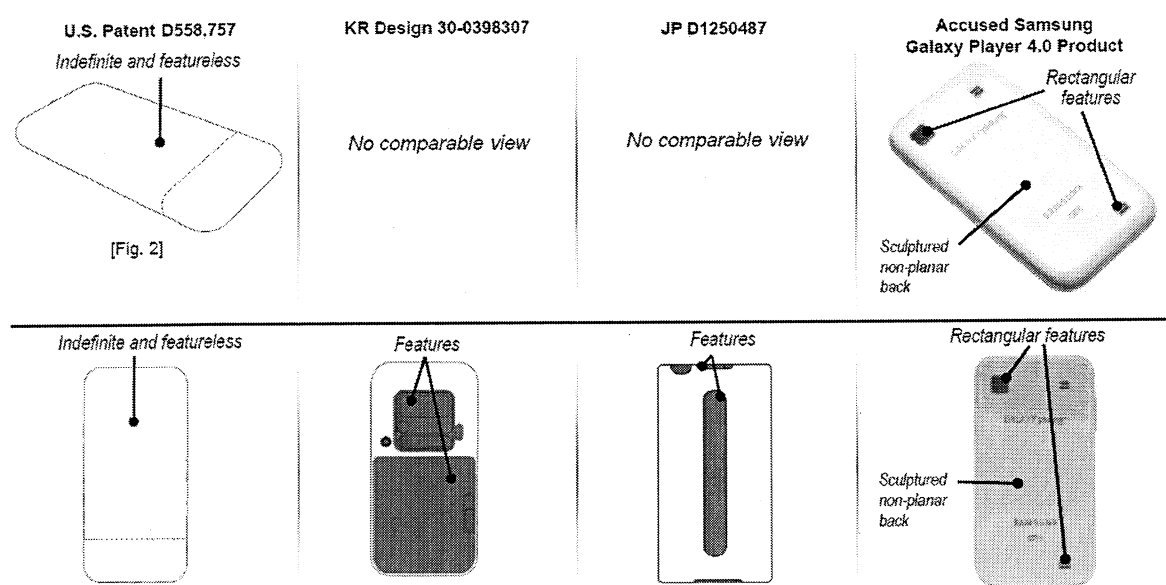 U.S. Patent D558,757
KR Design 30-0398307
JP D1250487
Accused Samsung
Galaxy Player 4.0 Product
Indefinite and featureless
No comparable view
No comparable view
Rectangular
features
[Fig. 2]
Sculptured
non-planar
back
Indefinite and featureless
Features
Features
Rectangular features
Sculptured
non-planar
back